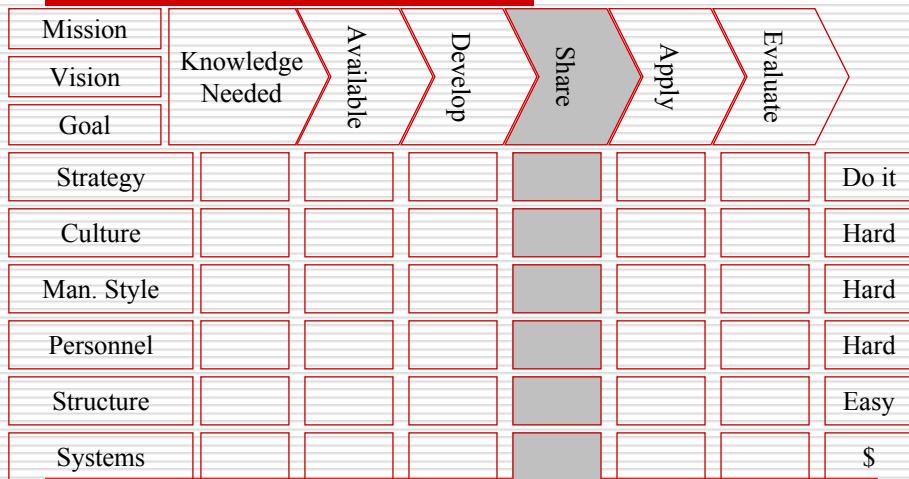 Mission
Vision
Goal
Knowledge
Needed
Available
Develop
Share
Apply
Evaluate
Strategy
Do it
Culture
Hard
Man. Style
Hard
Personnel
Hard
Structure
Easy
Systems
$